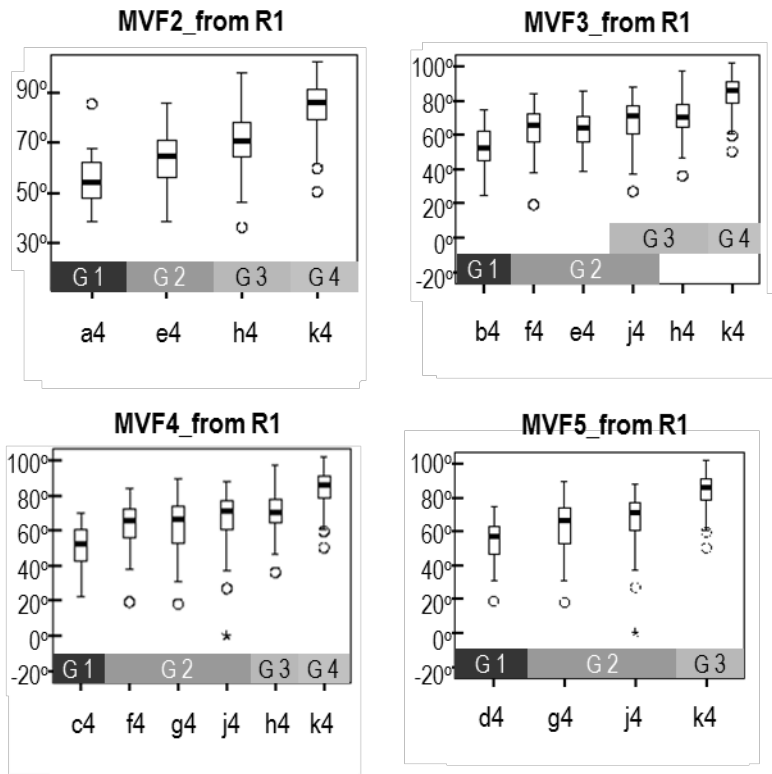 MVF2_from R1
90º
70º
50º
30º
G 1 G 2 G 3 G 4
a4 e4 h4 k4
MVF3_from R1
100º
80º
60º
40º
20º
0º
-20º
G 3 G 4
G 1 G 2
b4 f4 e4 j4 h4 k4
MVF4_from R1
100º
80º
60º
40º
20º
0º
-20º
G 1 G 2 G 3 G 4
c4 f4 g4 j4 h4 k4
MVF5_from R1
100º
80º
60º
40º
20º
0º
-20º
G 1 G 2 G 3
d4 g4 j4 k4